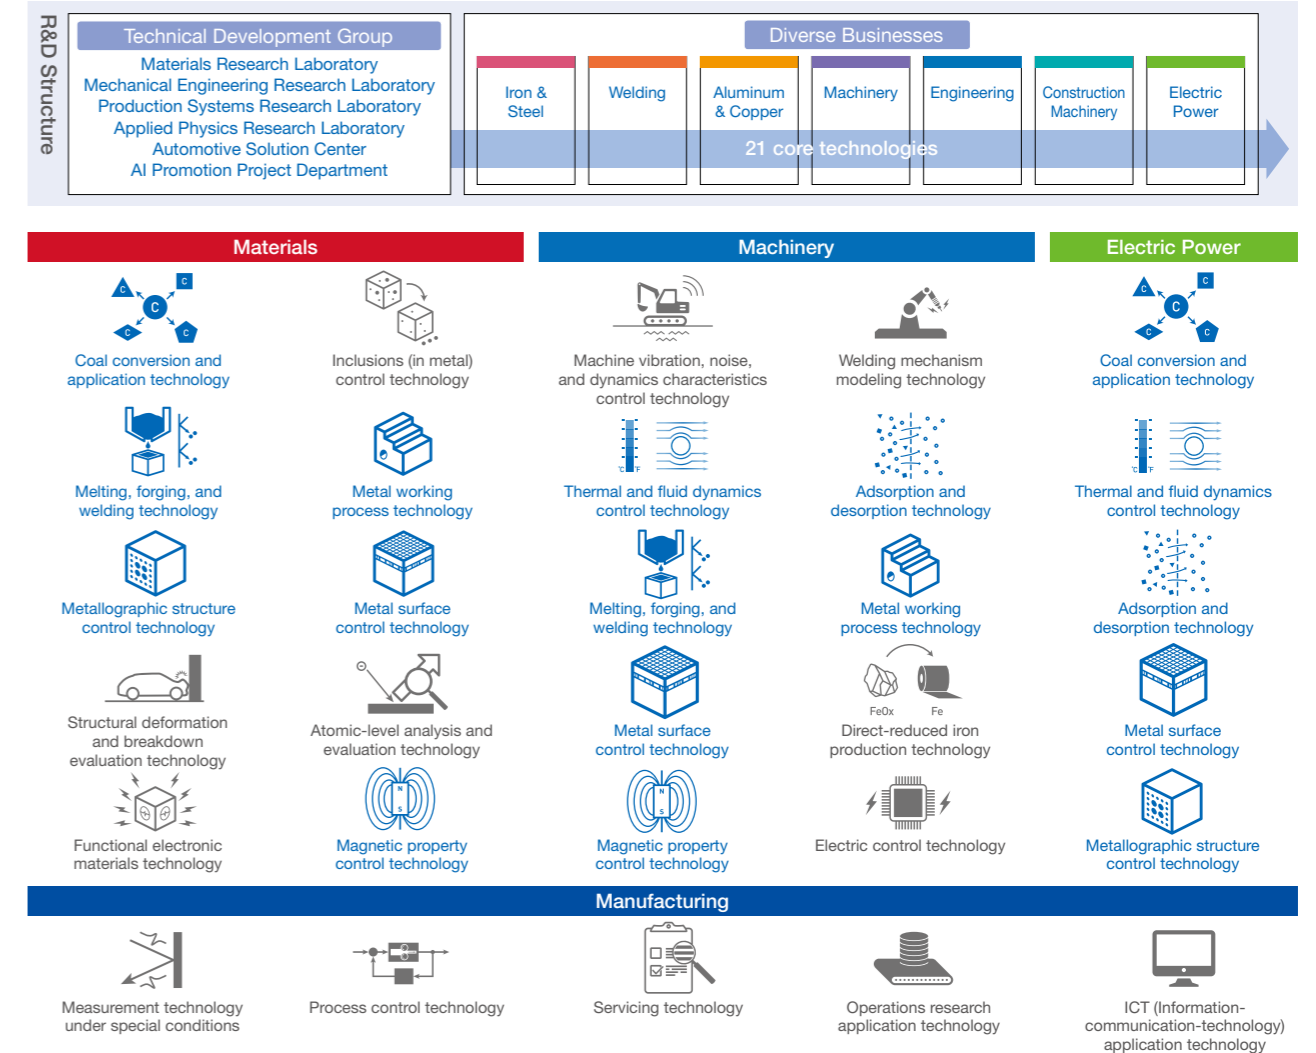 R&D Structure
Technical Development Group
Materials Research Laboratory
Mechanical Engineering Research Laboratory
Production Systems Research Laboratory
Applied Physics Research Laboratory
Automotive Solution Center
AI Promotion Project Department
Diverse Businesses
Iron &
Steel
Welding
Aluminum
& Copper
Machinery
Engineering
Construction
Machinery
Electric
Power
21 core technologies
Materials
C
C
C
C
C
Coal conversion and
application technology
Inclusions (in metal)
control technology
Melting, forging, and
welding technology
Metal working
process technology
Metallographic structure
control technology
Metal surface
control technology
Structural deformation
and breakdown
evaluation technology
Atomic-level analysis and
evaluation technology
Functional electronic
materials technology
N
S
Magnetic property
control technology
Machinery
Machine vibration, noise,
and dynamics characteristics
control technology
Welding mechanism
modeling technology
°C °F
Thermal and fluid dynamics
control technology
Adsorption and
desorption technology
Melting, forging, and
welding technology
Metal working
process technology
Metal surface
control technology
FeOx Fe
Direct-reduced iron
production technology
N
S
Magnetic property
control technology
Electric control technology
Electric Power
C
C
C
C
C
Coal conversion and
application technology
°C °F
Thermal and fluid dynamics
control technology
Adsorption and
desorption technology
Metal surface
control technology
Metallographic structure
control technology
Manufacturing
Measurement technology
under special conditions
Process control technology
Servicing technology
Operations research
application technology
ICT (Information-
communication-technology)
application technology